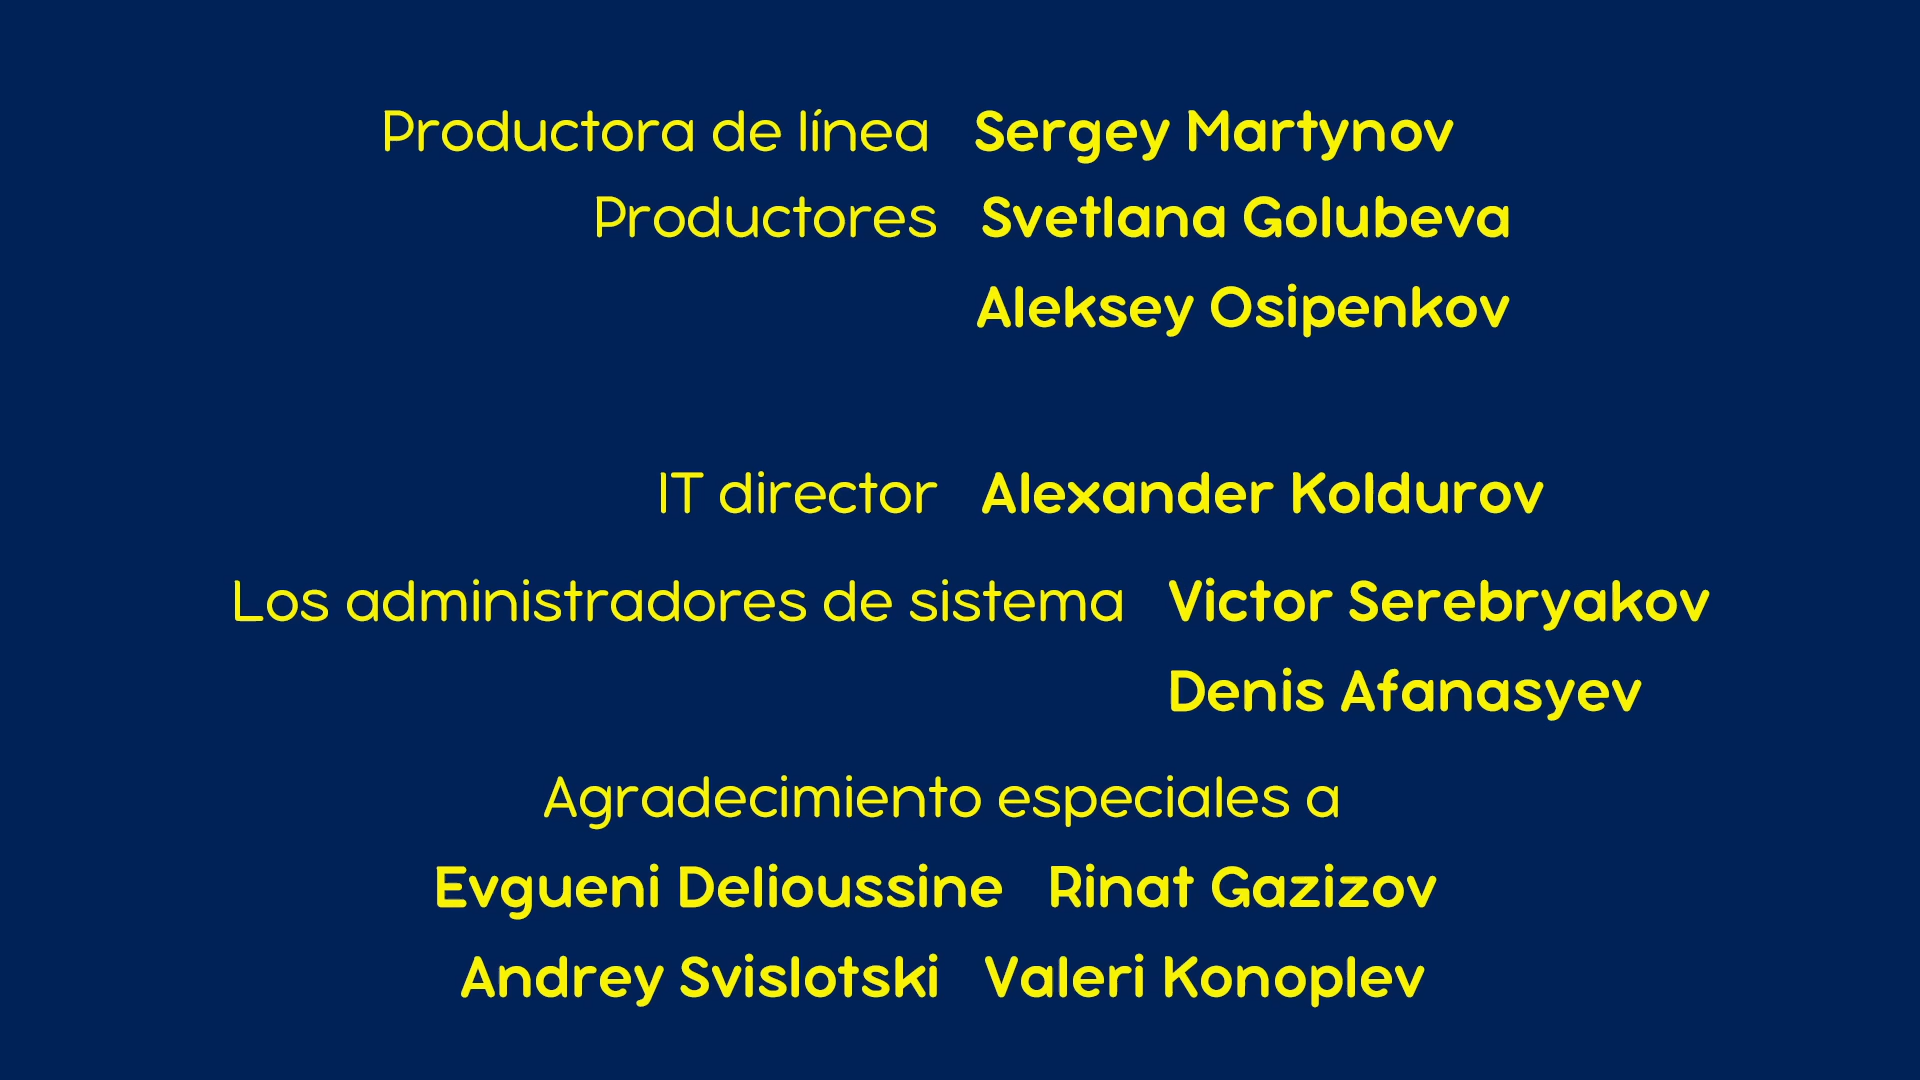 Productora de línea Sergey Martynov
Productores Svetlana Golubeva
Aleksey Osipenkov
IT director Alexander Koldurov
Los administradores de sistema Victor Serebryakov
Denis Afanasyev
Agradecimiento especiales a
Evgueni Delioussine Rinat Gazizov
Andrey Svislotski Valeri Konoplev